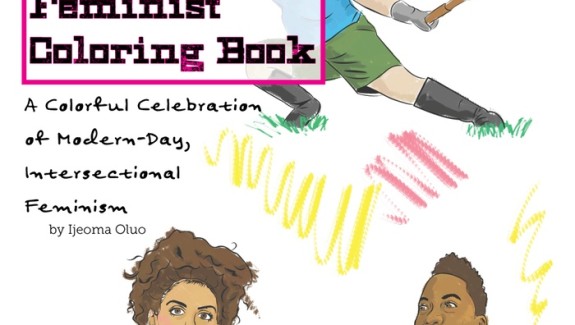 Feminist
Coloring Book
A Colorful Celebration
of Modern-Day,
Intersectional
Feminism
by Ijeoma Oluo